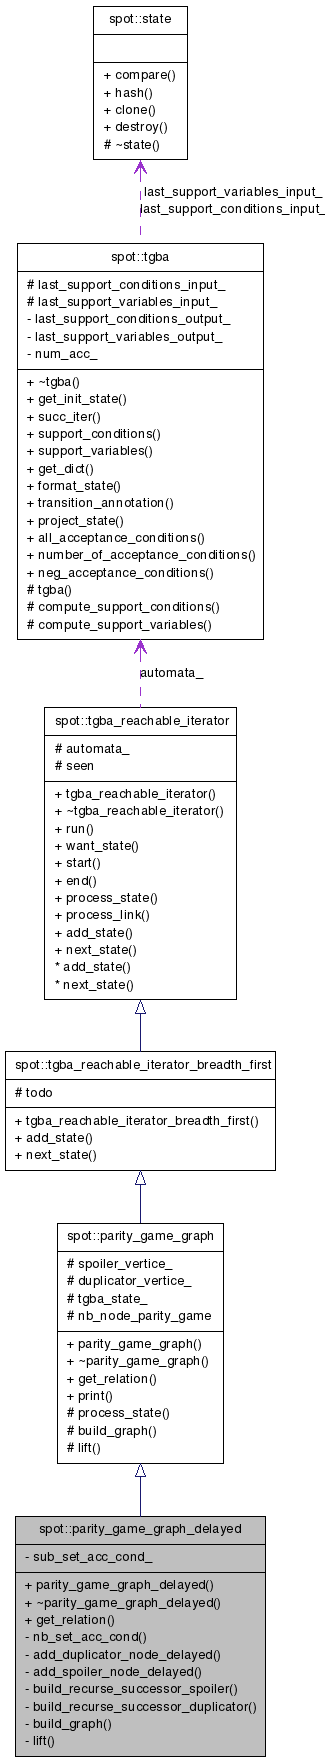 spot::state
+ compare()
+ hash()
+ clone()
+ destroy()
# ~state()
last_support_variables_input_
last_support_conditions_input_
spot::tgba
# last_support_conditions_input_
# last_support_variables_input_
- last_support_conditions_output_
- last_support_variables_output_
- num_acc_
+ ~tgba()
+ get_init_state()
+ succ_iter()
+ support_conditions()
+ support_variables()
+ get_dict()
+ format_state()
+ transition_annotation()
+ project_state()
+ all_acceptance_conditions()
+ number_of_acceptance_conditions()
+ neg_acceptance_conditions()
# tgba()
# compute_support_conditions()
# compute_support_variables()
automata_
spot::tgba_reachable_iterator
# automata_
# seen
+ tgba_reachable_iterator()
+ ~tgba_reachable_iterator()
+ run()
+ want_state()
+ start()
+ end()
+ process_state()
+ process_link()
+ add_state()
+ next_state()
* add_state()
* next_state()
spot::tgba_reachable_iterator_breadth_first
# todo
+ tgba_reachable_iterator_breadth_first()
+ add_state()
+ next_state()
spot::parity_game_graph
# spoiler_vertice_
# duplicator_vertice_
# tgba_state_
# nb_node_parity_game
+ parity_game_graph()
+ ~parity_game_graph()
+ get_relation()
+ print()
# process_state()
# build_graph()
# lift()
spot::parity_game_graph_delayed
- sub_set_acc_cond_
+ parity_game_graph_delayed()
+ ~parity_game_graph_delayed()
+ get_relation()
- nb_set_acc_cond()
- add_duplicator_node_delayed()
- add_spoiler_node_delayed()
- build_recurse_successor_spoiler()
- build_recurse_successor_duplicator()
- build_graph()
- lift()